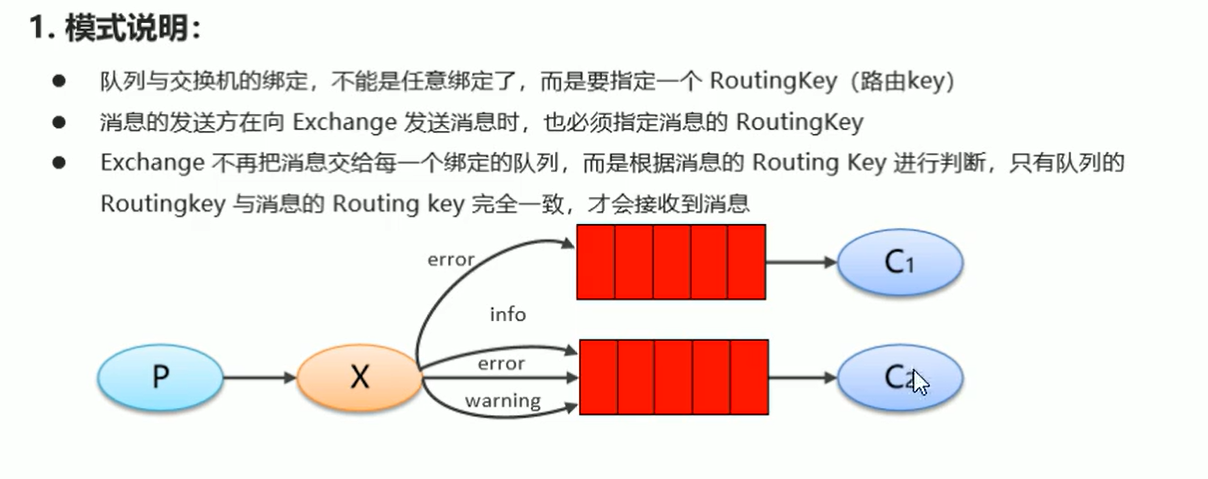 1. 模式说明：
● 队列与交换机的绑定，不能是任意绑定了，而是要指定一个 RoutingKey（路由key）
● 消息的发送方在向 Exchange 发送消息时，也必须指定消息的 RoutingKey
● Exchange 不再把消息交给每一个绑定的队列，而是根据消息的 Routing Key 进行判断，只有队列的
Routingkey 与消息的 Routing key 完全一致，才会接收到消息
error
C1
info
P
X
error
C2
warning